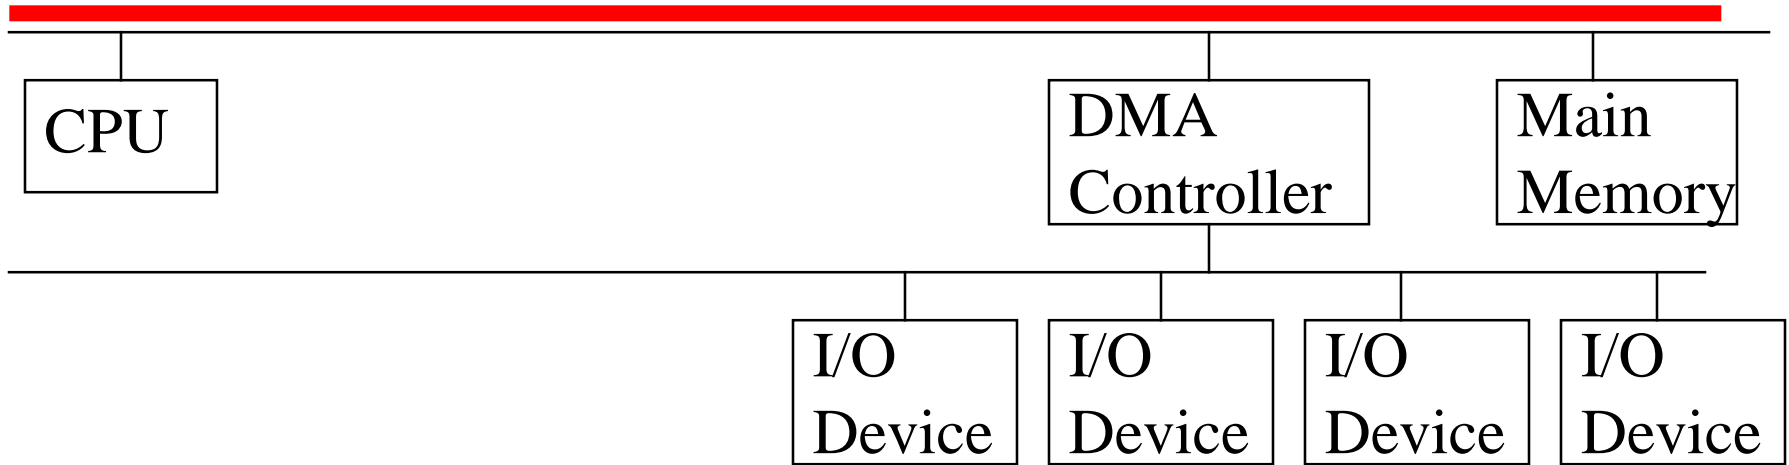 CPU
DMA
Controller
Main
Memory
I/O
Device
I/O
Device
I/O
Device
I/O
Device